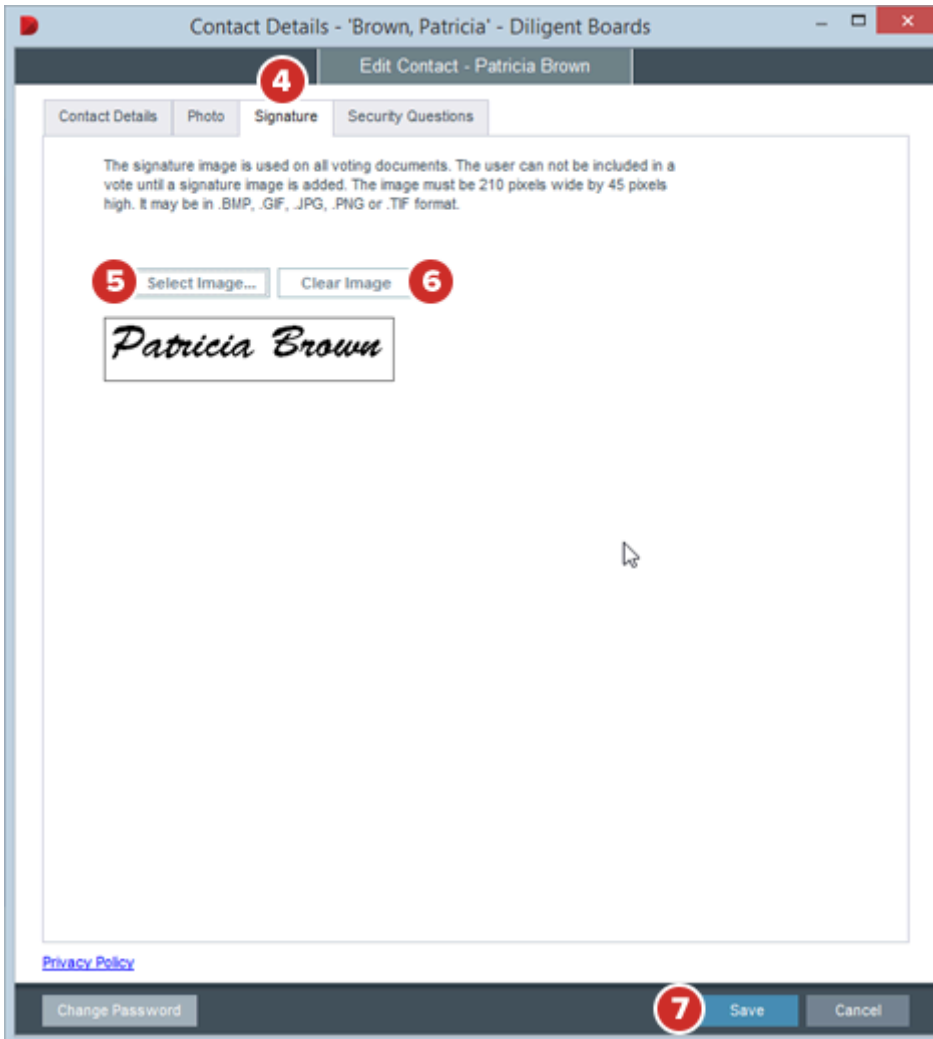 Contact Details - 'Brown, Patricia' - Diligent Boards
Edit Contact - Patricia Brown
4
Contact Details Photo Signature Security Questions
The signature image is used on all voting documents. The user can not be included in a
vote until a signature image is added. The image must be 210 pixels wide by 45 pixels
high. It may be in .BMP, .GIF, .JPG, .PNG or .TIF format.
5 Select Image... Clear Image 6
Patricia Brown
Privacy Policy
Change Password 7 Save Cancel